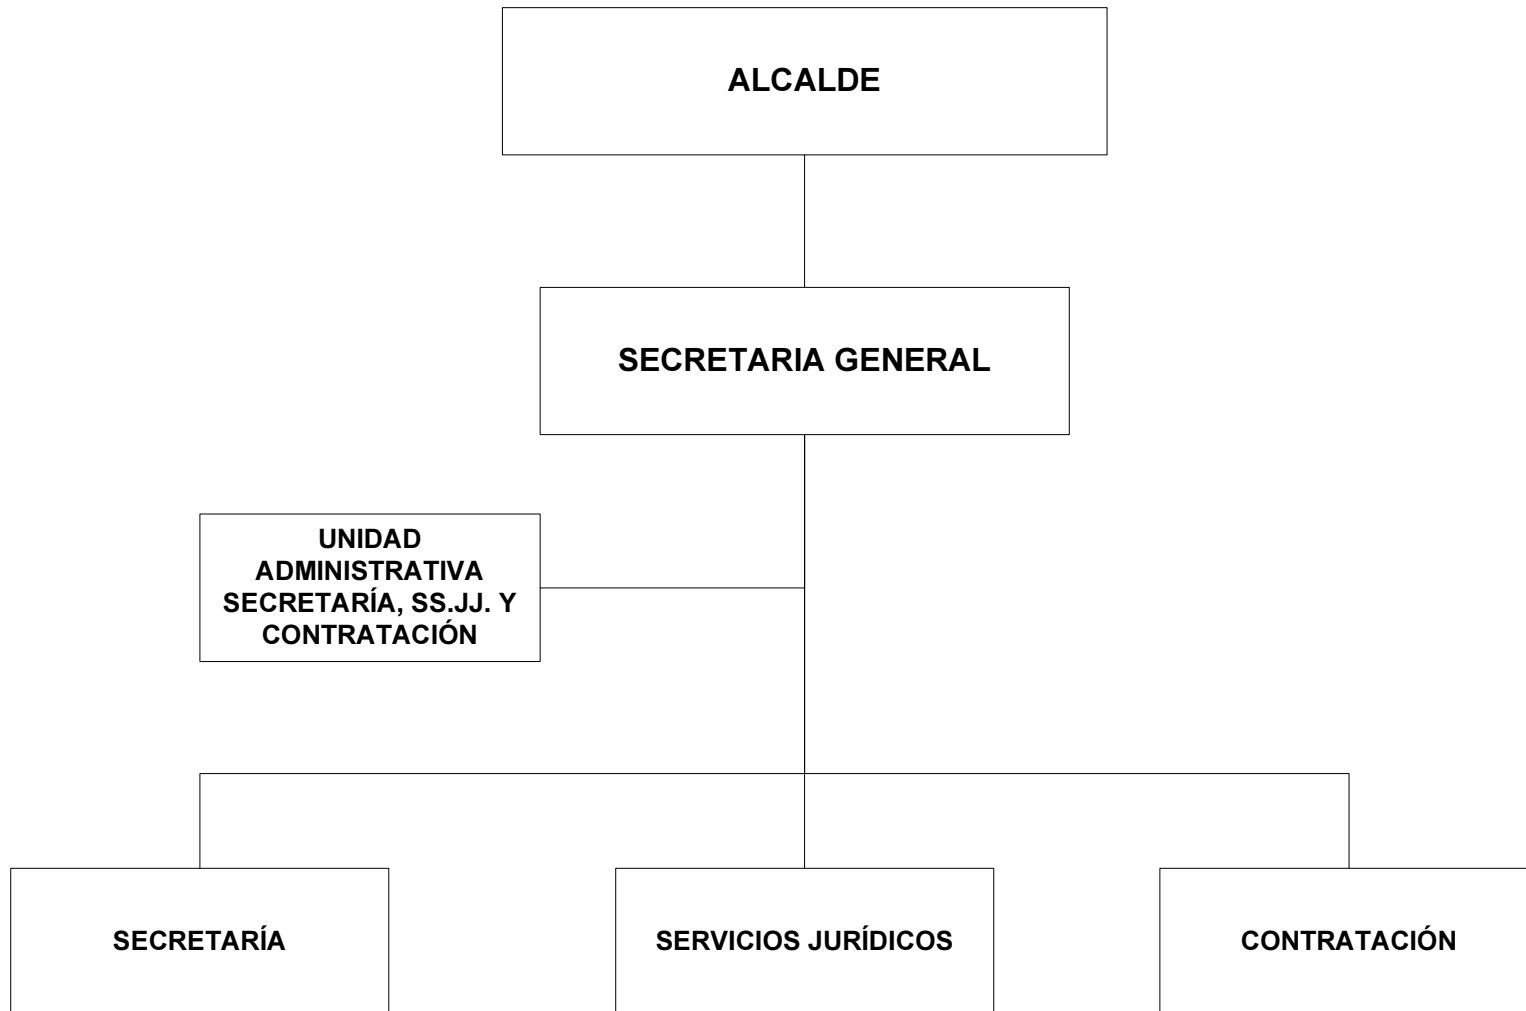 ALCALDE
SECRETARIA GENERAL
UNIDAD
ADMINISTRATIVA
SECRETARÍA, SS.JJ. Y
CONTRATACIÓN
SECRETARÍA
SERVICIOS JURÍDICOS
CONTRATACIÓN